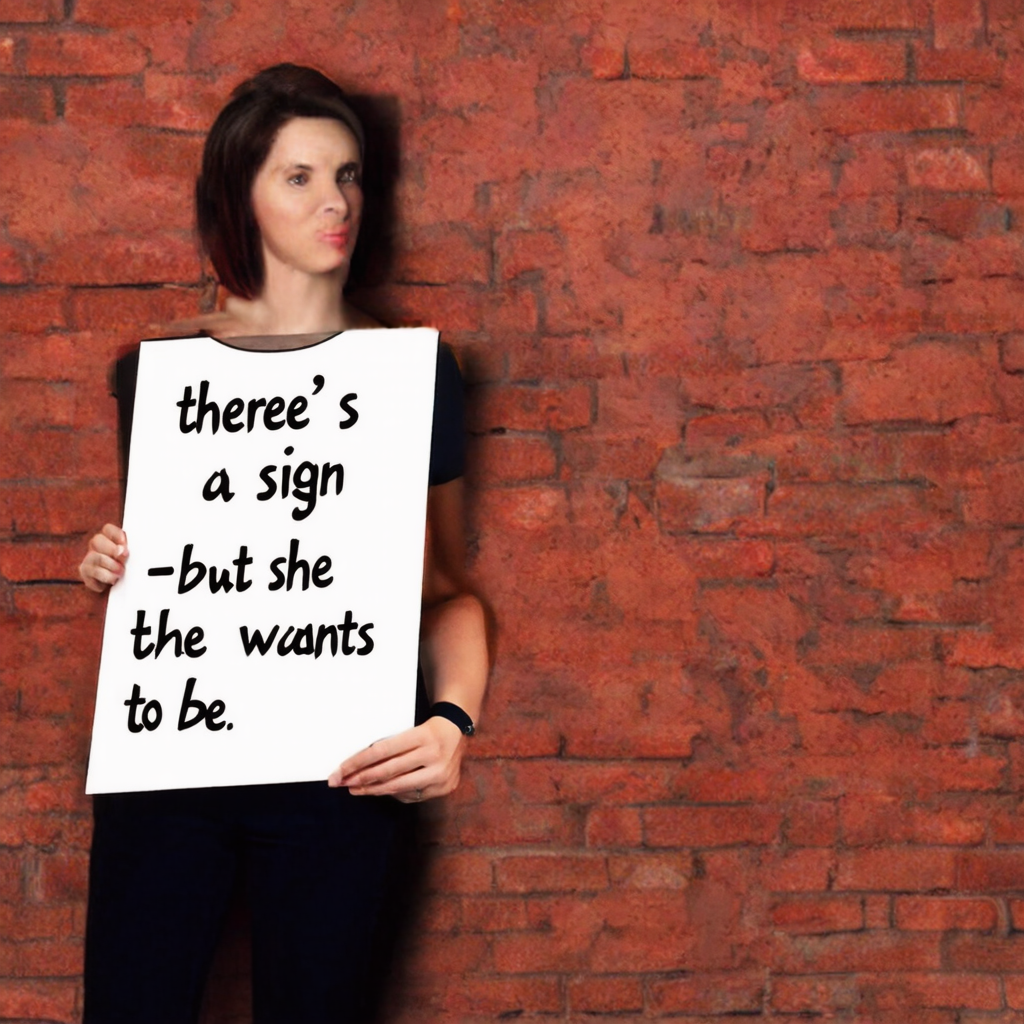 theree's
a sign
-but she
the waants
to be.